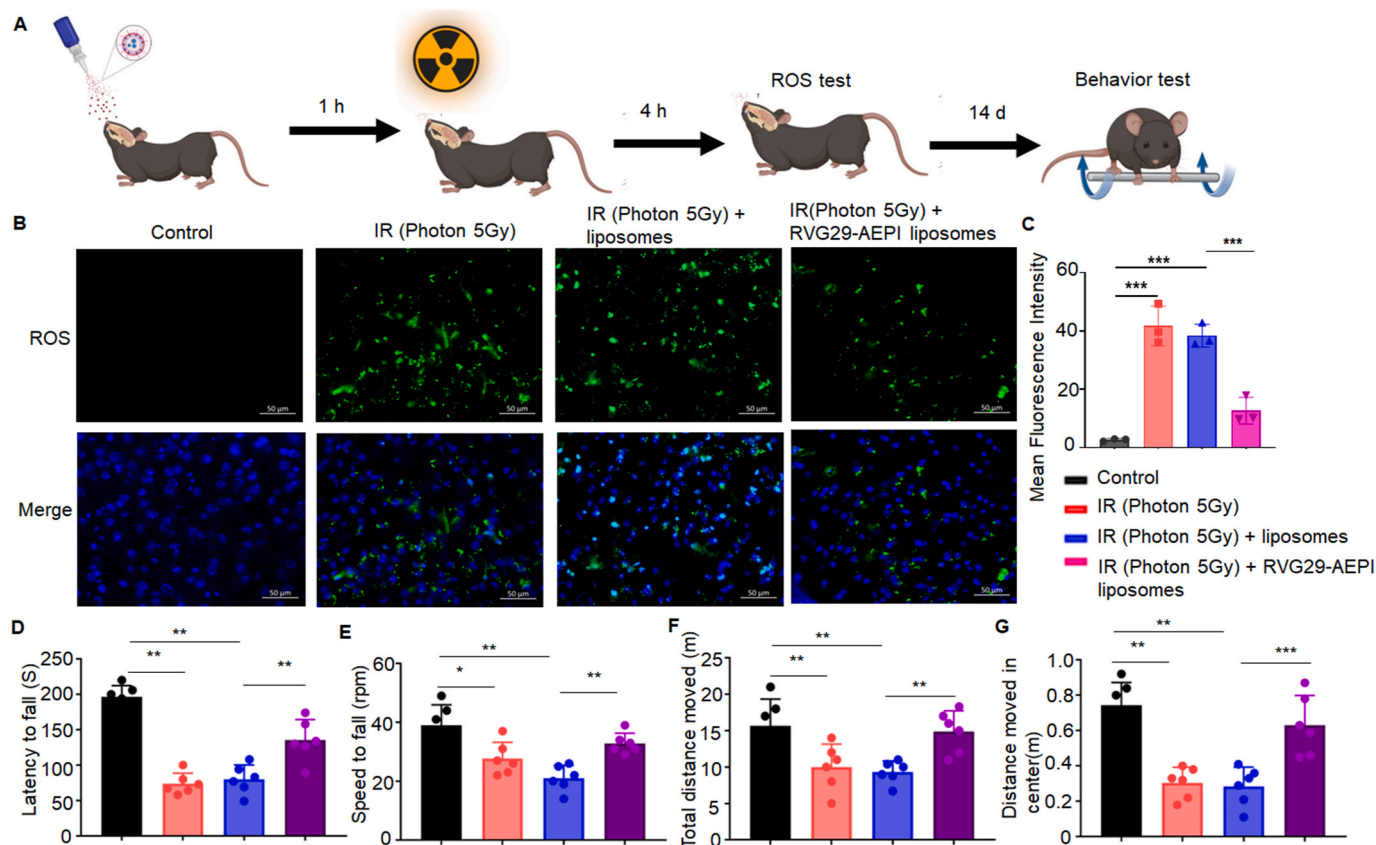 A
1 h
4 h
ROS test
14 d
Behavior test
B
Control
IR (Photon 5Gy)
IR (Photon 5Gy) +
liposomes
IR(Photon 5Gy) +
RVG29-AEPI liposomes
ROS
50 μm
50 μm
50 μm
50 μm
Merge
50 μm
50 μm
50 μm
50 μm
C
Mean Fluorescence Intensity
60
40
20
0
***
***
***
Control
IR (Photon 5Gy)
IR (Photon 5Gy) + liposomes
IR (Photon 5Gy) + RVG29-AEPI
liposomes
D
Latency to fall (S)
250
200
150
100
50
0
**
**
**
E
Speed to fall (rpm)
60
40
20
0
**
*
**
F
Total distance moved (m)
25
20
15
10
5
0
**
**
**
G
Distance moved in
center(m)
1.0
0.8
0.6
0.4
0.2
0
**
**
***